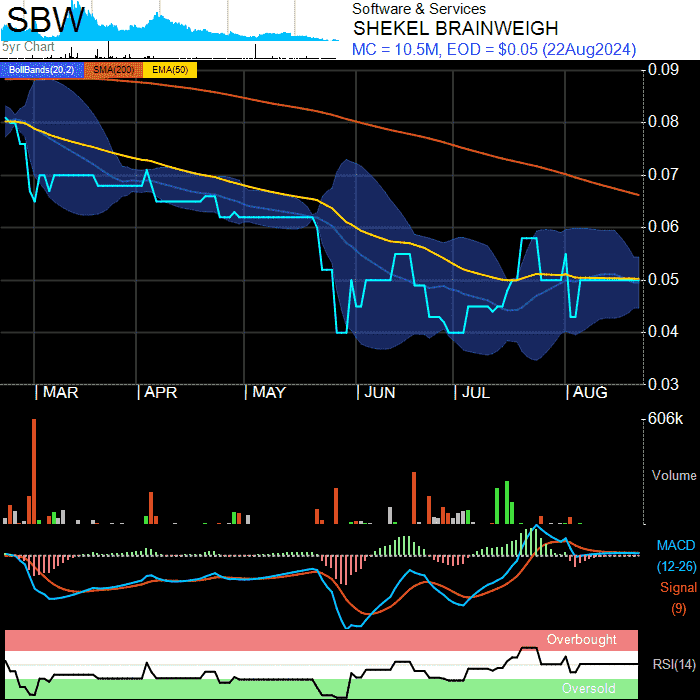 SBW
Software & Services
SHEKEL BRAINWEIGH
5yr Chart
MC = 10.5M, EOD = $0.05 (22Aug2024)
BollBands(20,2) SMA(200) EMA(50)
0.09
0.08
0.07
0.06
0.05
0.04
0.03
MAR APR MAY JUN JUL AUG
606k
Volume
MACD
(12-26)
Signal
(9)
Overbought
RSI(14)
Oversold